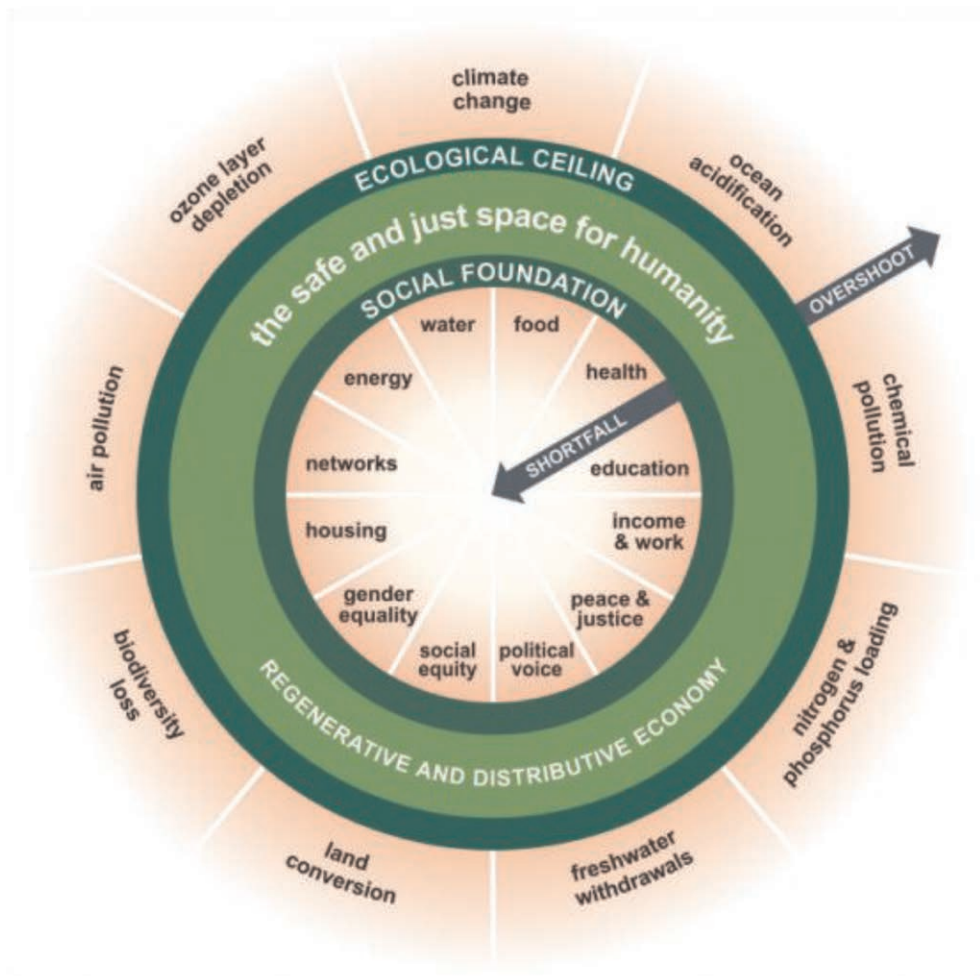 climate
change
ocean
acidification
OVERSHOOT
chemical
pollution
nitrogen &
phosphorus loading
freshwater
withdrawals
land
conversion
biodiversity
loss
air pollution
ozone layer
depletion
ECOLOGICAL CEILING
the safe and just space for humanity
SOCIAL FOUNDATION
water
food
health
SHORTFALL
education
income
& work
peace &
justice
political
voice
social
equity
gender
equality
housing
networks
energy
REGENERATIVE AND DISTRIBUTIVE ECONOMY